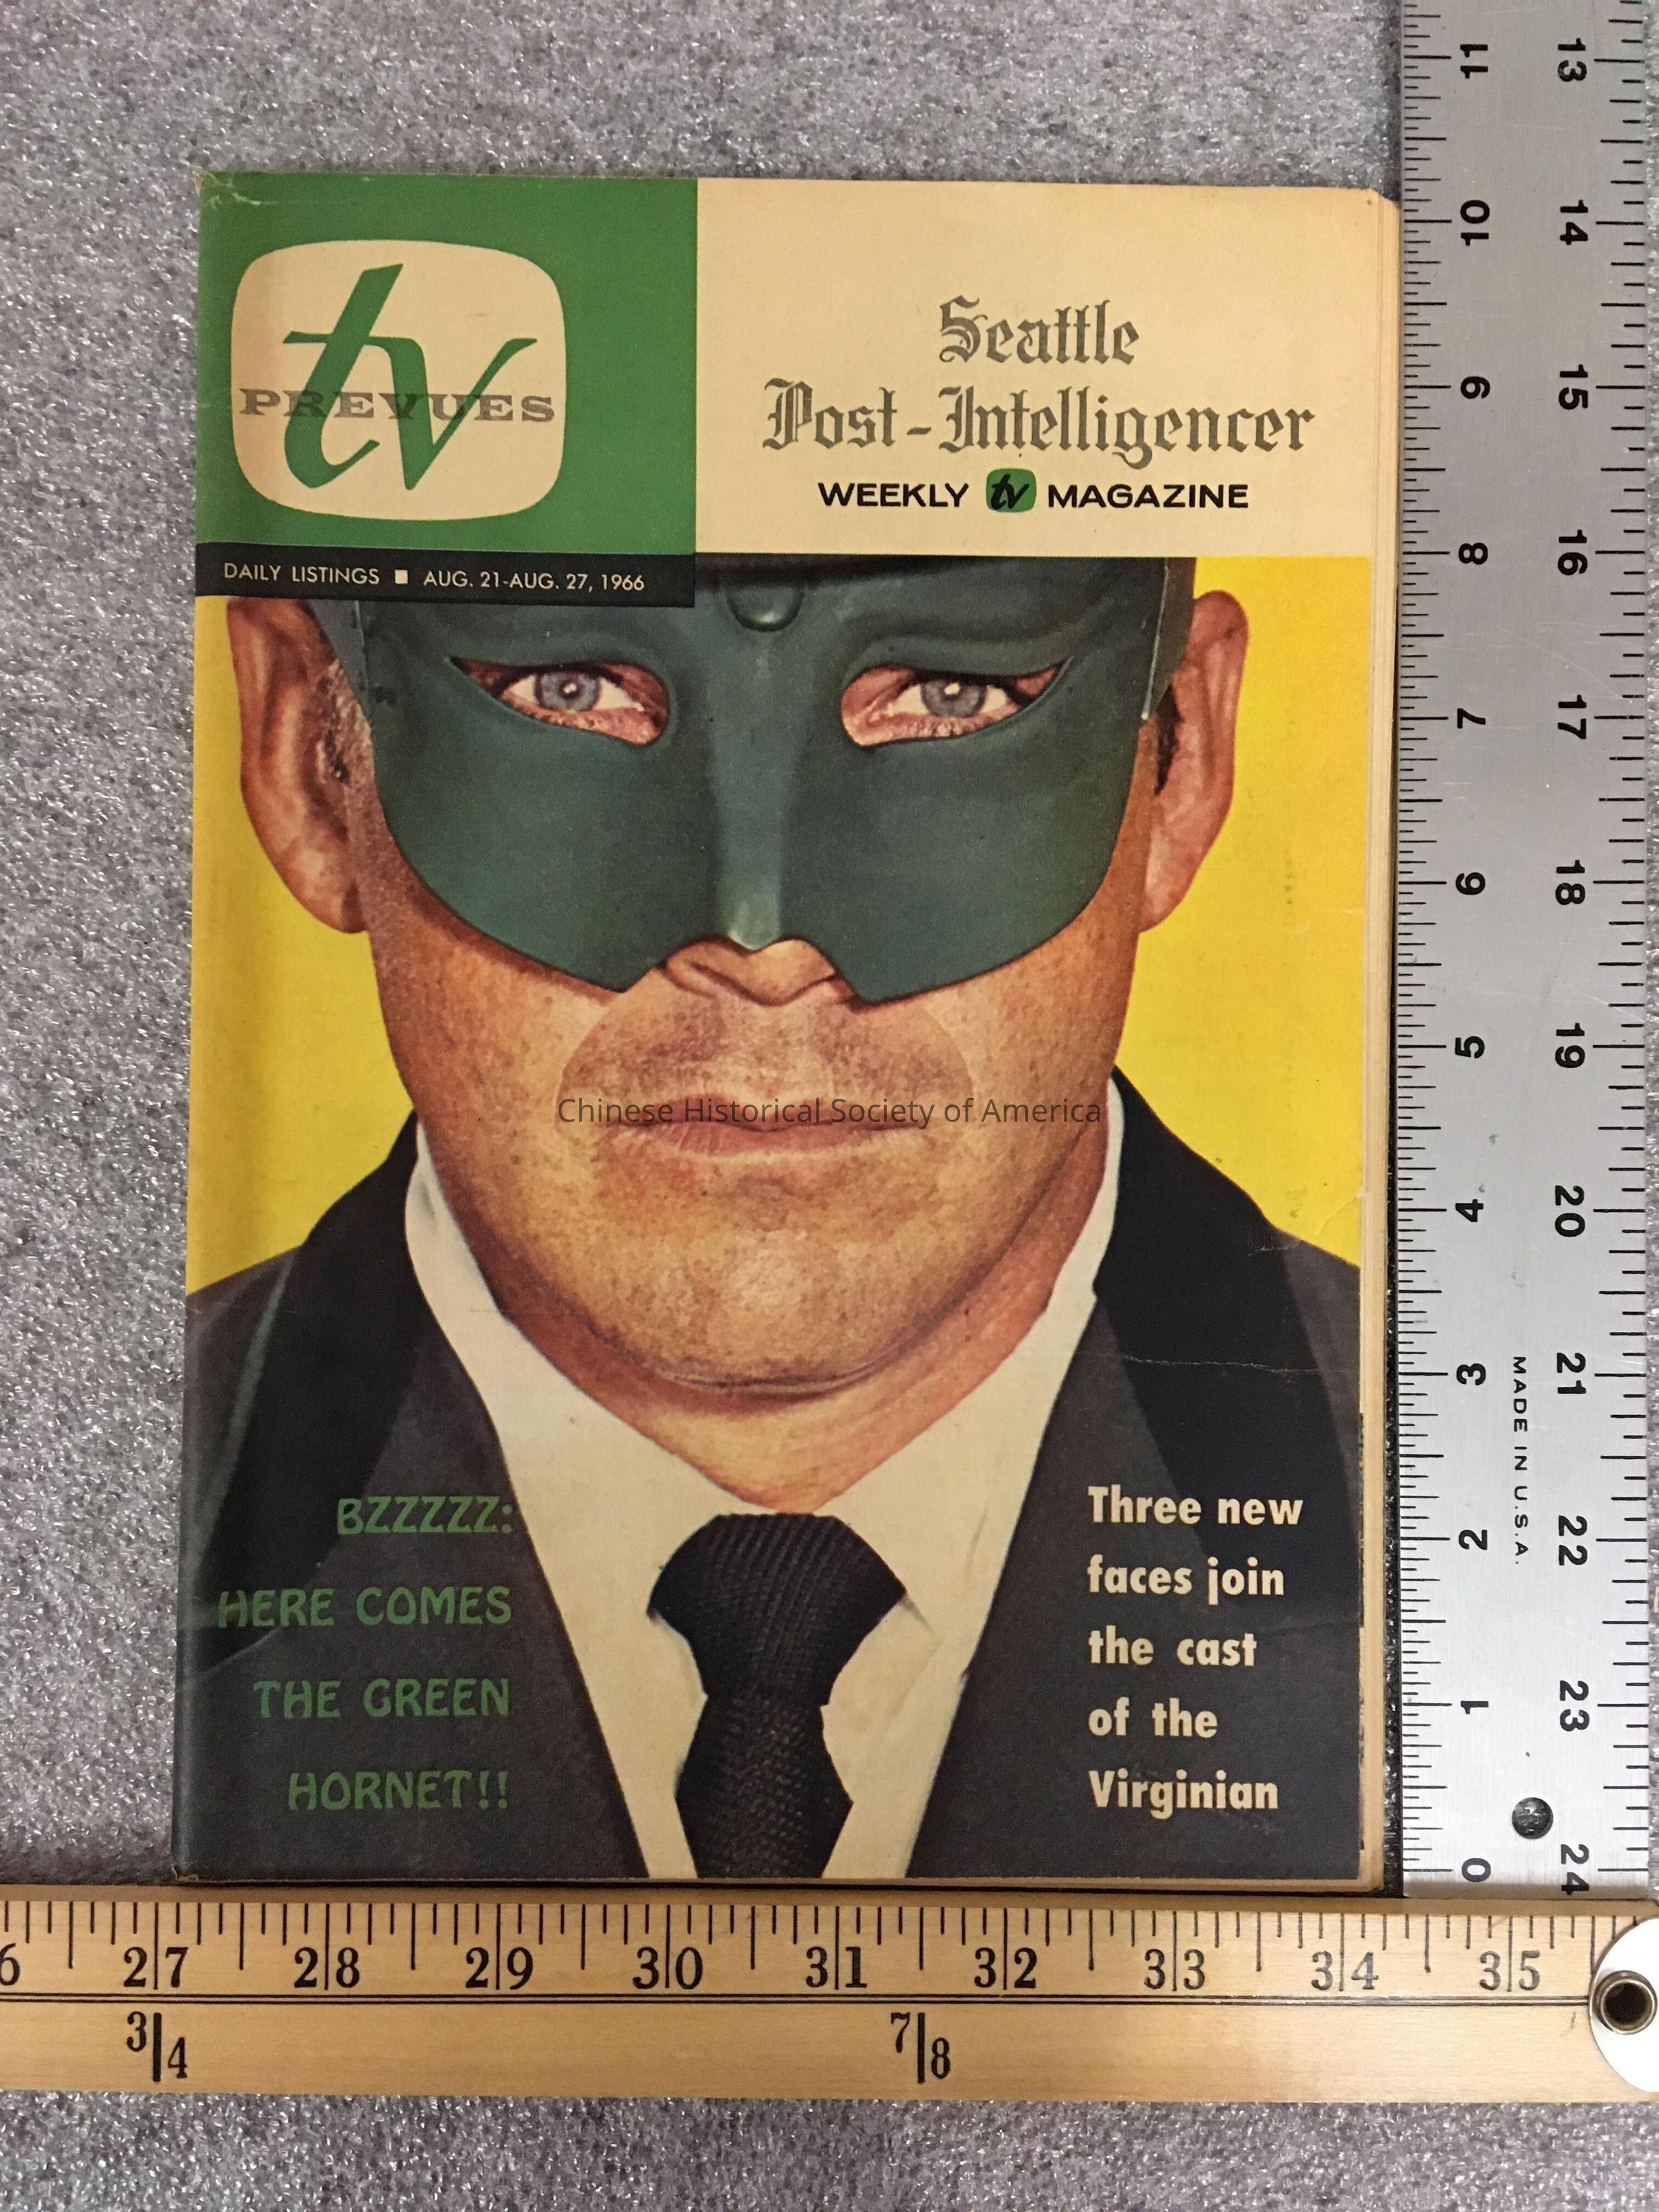 tv
PREVUES
Seattle
Post-Intelligencer
WEEKLY tv MAGAZINE
DAILY LISTINGS ■ AUG. 21-AUG. 27, 1966
Chinese Historical Society of America
BZZZZZ:
HERE COMES
THE GREEN
HORNET!!
Three new
faces join
the cast
of the
Virginian
11 10 9 8 7 6 5 4 3 2 1 0
13 14 15 16 17 18 19 20 21 22 23 24
MADE IN U.S.A.
6 27 28 29 30 31 32 33 34 35
3/4 7/8